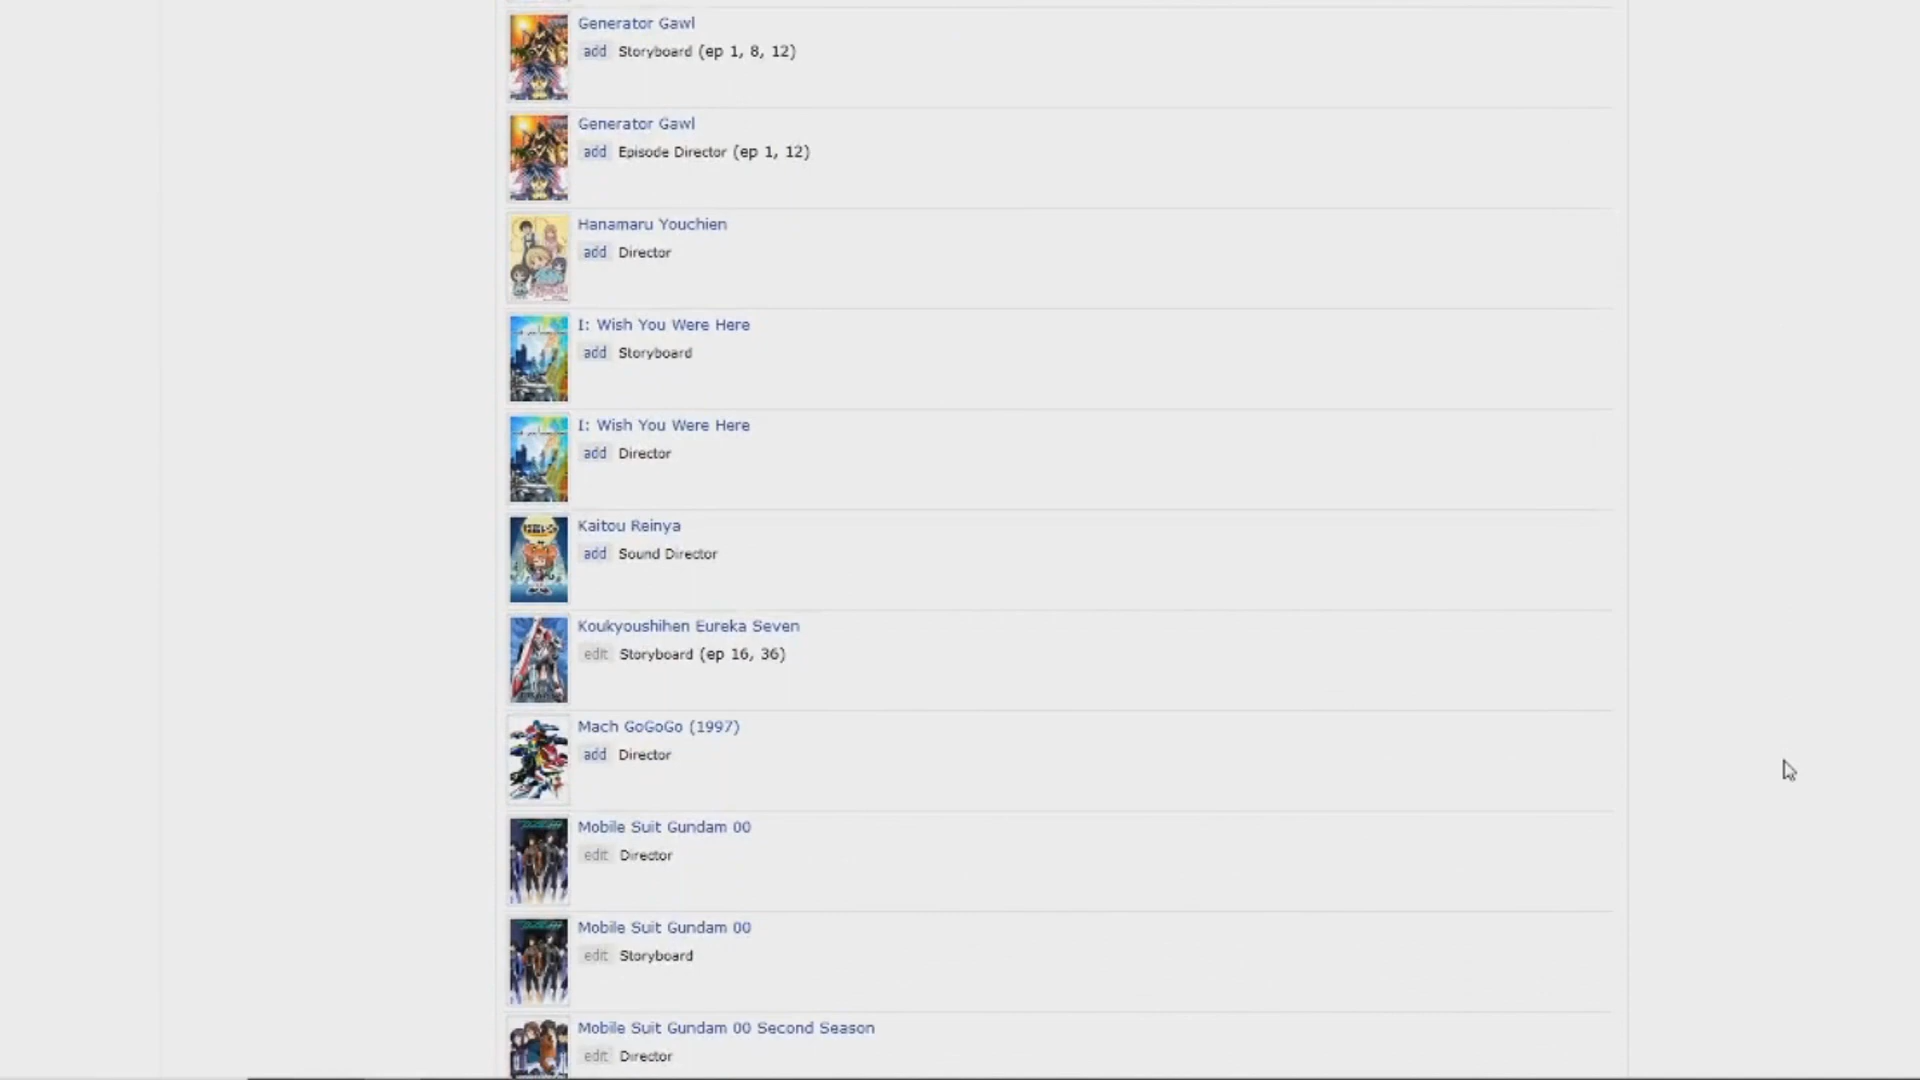 Generator Gawl
add Storyboard (ep 1, 8, 12)
Generator Gawl
add Episode Director (ep 1, 12)
Hanamaru Youchien
add Director
I: Wish You Were Here
add Storyboard
I: Wish You Were Here
add Director
Kaitou Reinya
add Sound Director
Koukyoushihen Eureka Seven
edit Storyboard (ep 16, 36)
Mach GoGoGo (1997)
add Director
Mobile Suit Gundam 00
edit Director
Mobile Suit Gundam 00
edit Storyboard
Mobile Suit Gundam 00 Second Season
edit Director